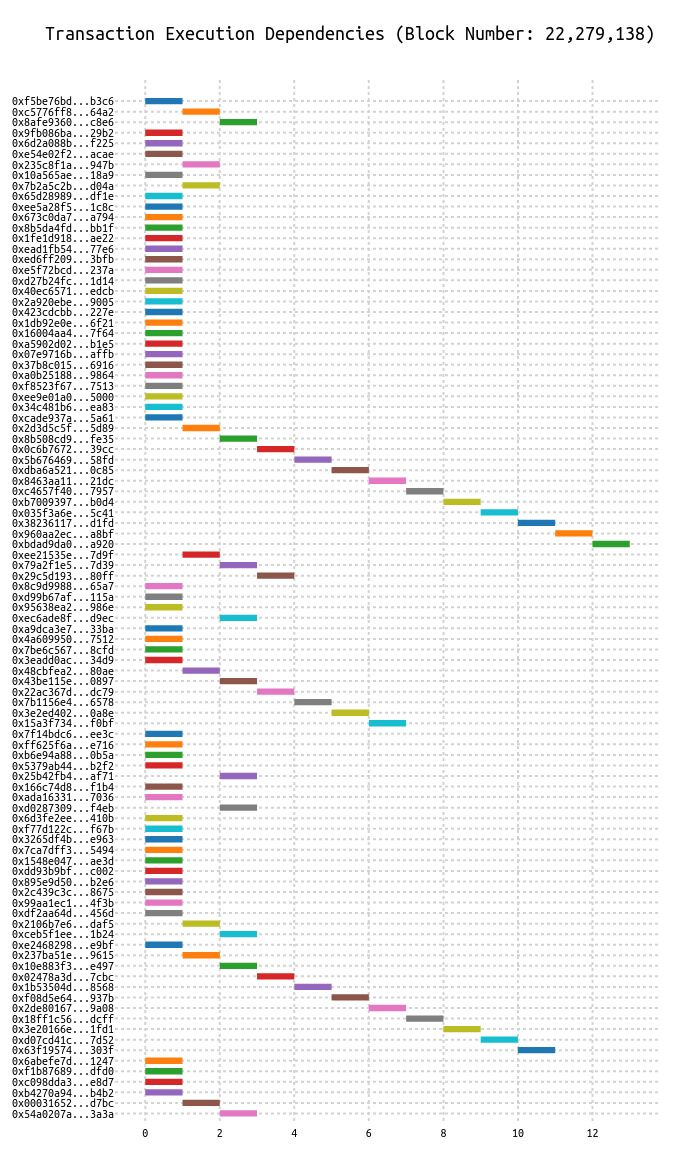 Transaction Execution Dependencies (Block Number: 22,279,138)
0xf5be76bd...b3c6
0xc5776ff8...64a2
0x8afe9360...c8e6
0x9fb086ba...29b2
0x6d2a088b...f225
0xe54e02f2...acae
0x235c8f1a...947b
0x10a565ae...18a9
0x7b2a5c2b...d04a
0x65d28989...df1e
0xee5a28f5...1c8c
0x673c0da7...a794
0x8b5da4fd...bb1f
0x1fe1d918...ae22
0xead1fb54...77e6
0xed6ff209...3bfb
0xe5f72bcd...237a
0xd27b24fc...1d14
0x40ec6571...edcb
0x2a920ebe...9005
0x423cdcbb...227e
0x1db92e0e...6f21
0x16004aa4...7f64
0xa5902d02...b1e5
0x07e9716b...affb
0x37b8c015...6916
0xa0b25188...9864
0xf8523f67...7513
0xee9e01a0...5000
0x34c481b6...ea83
0xcade937a...5a61
0x2d3d5c5f...5d89
0x8b508cd9...fe35
0x0c6b7672...39cc
0x5b676469...58fd
0xdba6a521...0c85
0x8463aa11...21dc
0xc4657f40...7957
0xb7009397...b0d4
0x035f3a6e...5c41
0x38236117...d1fd
0x960aa2ec...a8bf
0xbdad9da0...a920
0xee21535e...7d9f
0x79a2f1e5...7d39
0x29c5d193...80ff
0x8c9d9988...65a7
0xd99b67af...115a
0x95638ea2...986e
0xec6ade8f...d9ec
0xa9dca3e7...33ba
0x4a609950...7512
0x7be6c567...8cfd
0x3eadd0ac...34d9
0x48cbfea2...80ae
0x43be115e...0897
0x22ac367d...dc79
0x7b1156e4...6578
0x3e2ed402...0a8e
0x15a3f734...f0bf
0x7f14bdc6...ee3c
0xff625f6a...e716
0xb6e94a88...0b5a
0x5379ab44...b2f2
0x25b42fb4...af71
0x166c74d8...f1b4
0xada16331...7036
0xd0287309...f4eb
0x6d3fe2ee...410b
0xf77d122c...f67b
0x3265df4b...e963
0x7ca7dff3...5494
0x1548e047...ae3d
0xdd93b9bf...c002
0x895e9d50...b2e6
0x2c439c3c...8675
0x99aa1ec1...4f3b
0xdf2aa64d...456d
0x2106b7e6...daf5
0xceb5f1ee...1b24
0xe2468298...e9bf
0x237ba51e...9615
0x10e883f3...e497
0x02478a3d...7cbc
0x1b53504d...8568
0xf08d5e64...937b
0x2de80167...9a08
0x18ff1c56...dcff
0x3e20166e...1fd1
0xd07cd41c...7d52
0x63f19574...303f
0x6abefe7d...1247
0xf1b87689...dfd0
0xc098dda3...e8d7
0xb4270a94...b4b2
0x00031652...d7bc
0x54a0207a...3a3a
0 2 4 6 8 10 12